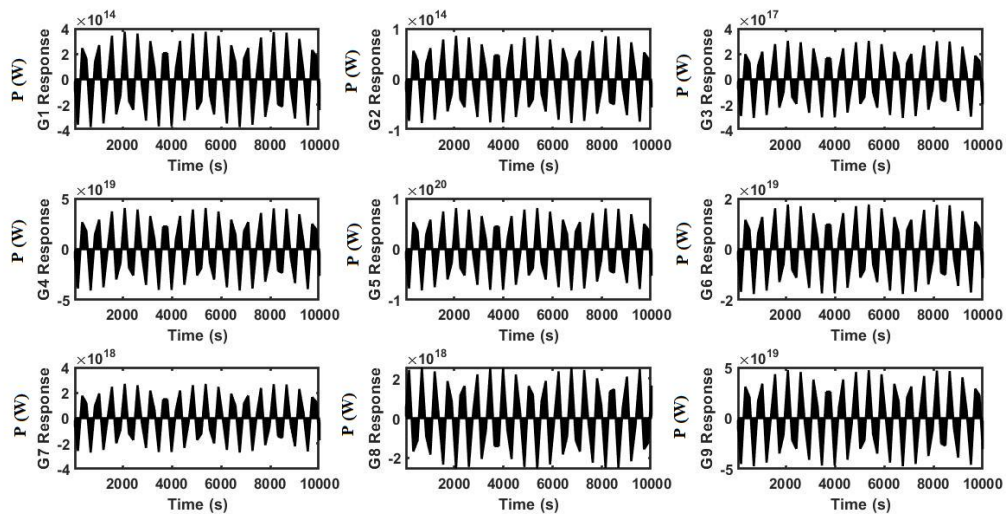 ×10^14
P (W)
G1 Response
4
2
0
-2
-4
2000 4000 6000 8000 10000
Time (s)
×10^14
P (W)
G2 Response
1
0
-1
2000 4000 6000 8000 10000
Time (s)
×10^17
P (W)
G3 Response
4
2
0
-2
-4
2000 4000 6000 8000 10000
Time (s)
×10^19
P (W)
G4 Response
5
0
-5
2000 4000 6000 8000 10000
Time (s)
×10^20
P (W)
G5 Response
1
0
-1
2000 4000 6000 8000 10000
Time (s)
×10^19
P (W)
G6 Response
2
0
-2
2000 4000 6000 8000 10000
Time (s)
×10^18
P (W)
G7 Response
4
2
0
-2
-4
2000 4000 6000 8000 10000
Time (s)
×10^18
P (W)
G8 Response
2
0
-2
2000 4000 6000 8000 10000
Time (s)
×10^19
P (W)
G9 Response
5
0
-5
2000 4000 6000 8000 10000
Time (s)